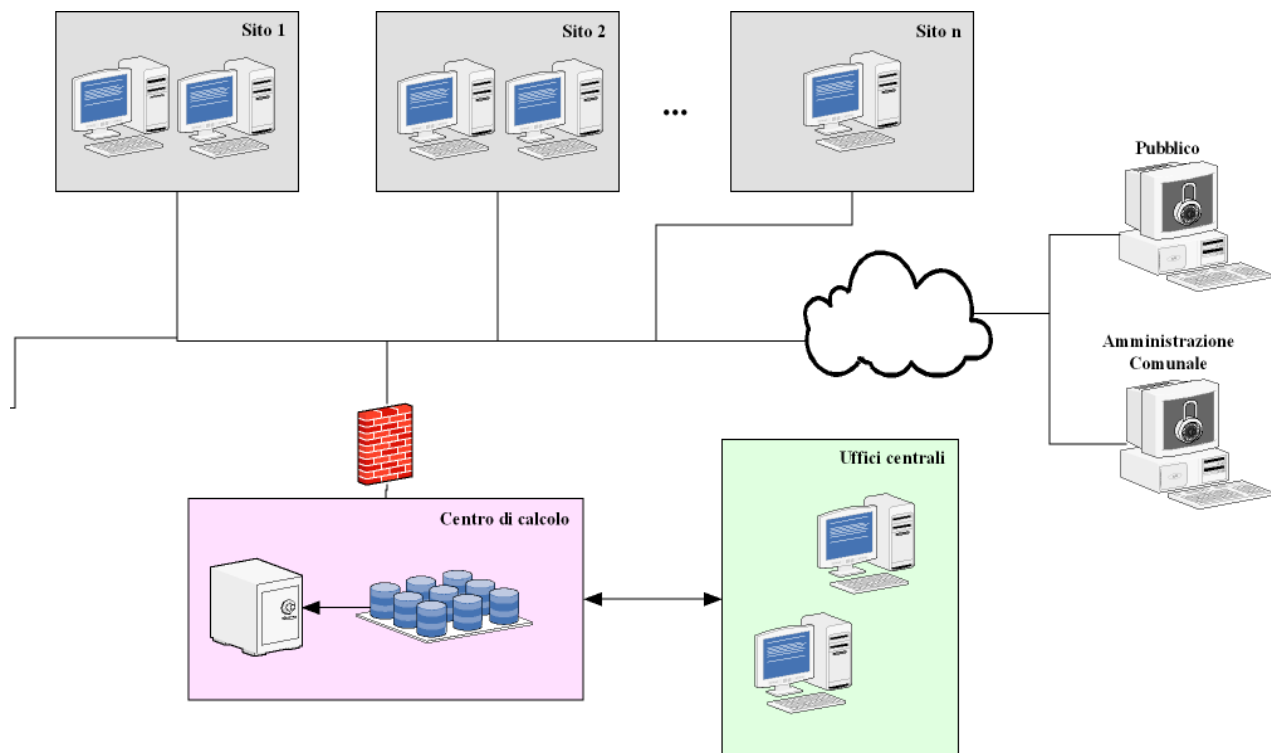 Sito 1
Sito 2
Sito n
...
Pubblico
Amministrazione
Comunale
Uffici centrali
Centro di calcolo